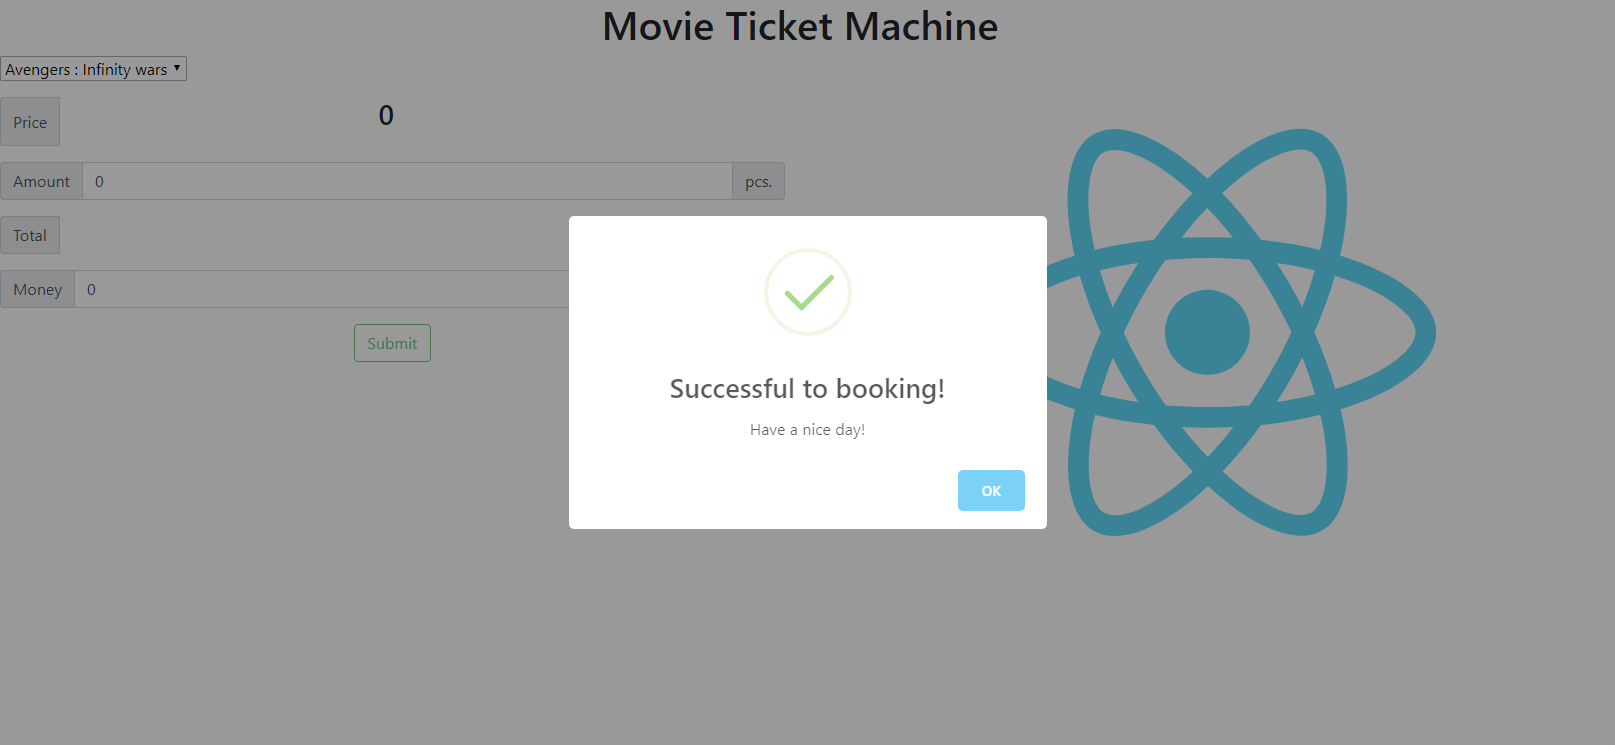 Movie Ticket Machine
Avengers : Infinity wars
Price
0
Amount 0 pcs.
Total
Money 0
Submit
Successful to booking!
Have a nice day!
OK